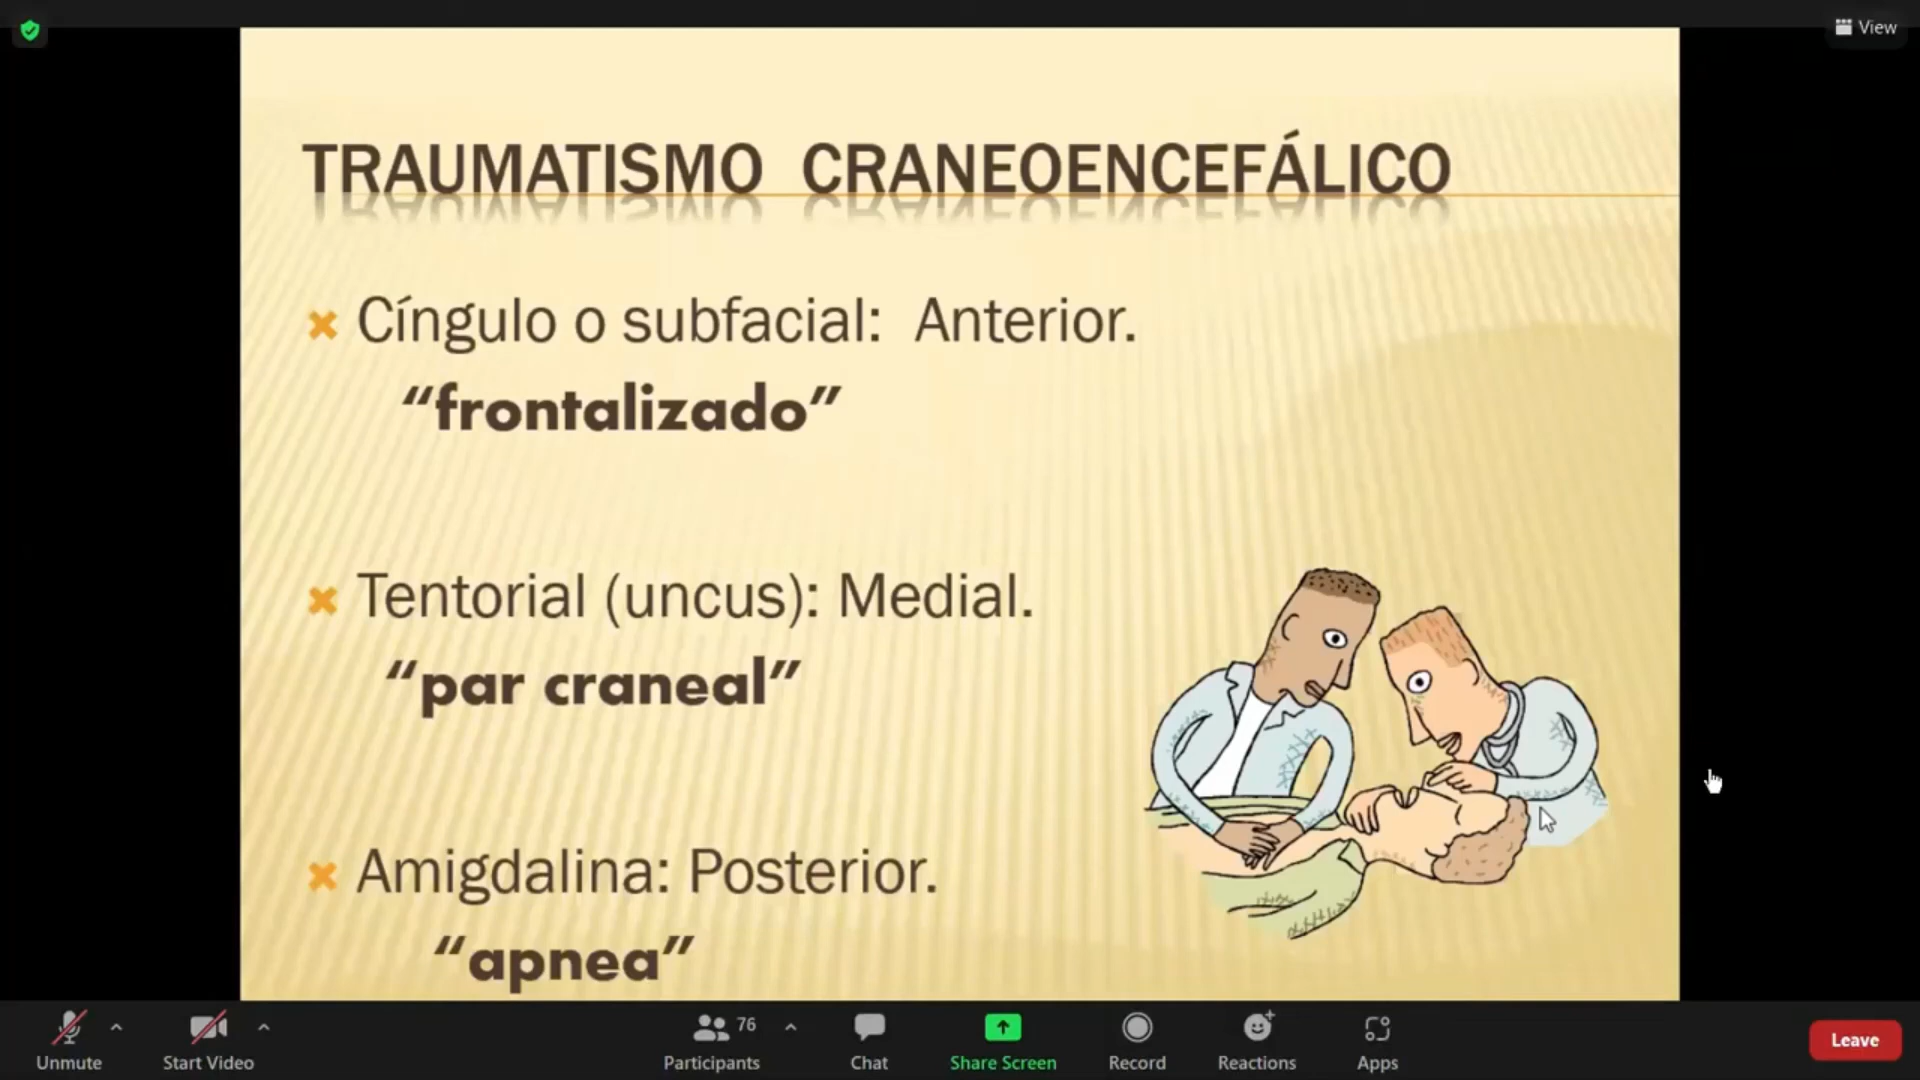 View
TRAUMATISMO CRANEOENCEFÁLICO
Cíngulo o subfacial: Anterior.
“frontalizado”
Tentorial (uncus): Medial.
“par craneal”
Amigdalina: Posterior.
“apnea”
76
Unmute Start Video Participants Chat Share Screen Record Reactions Apps Leave